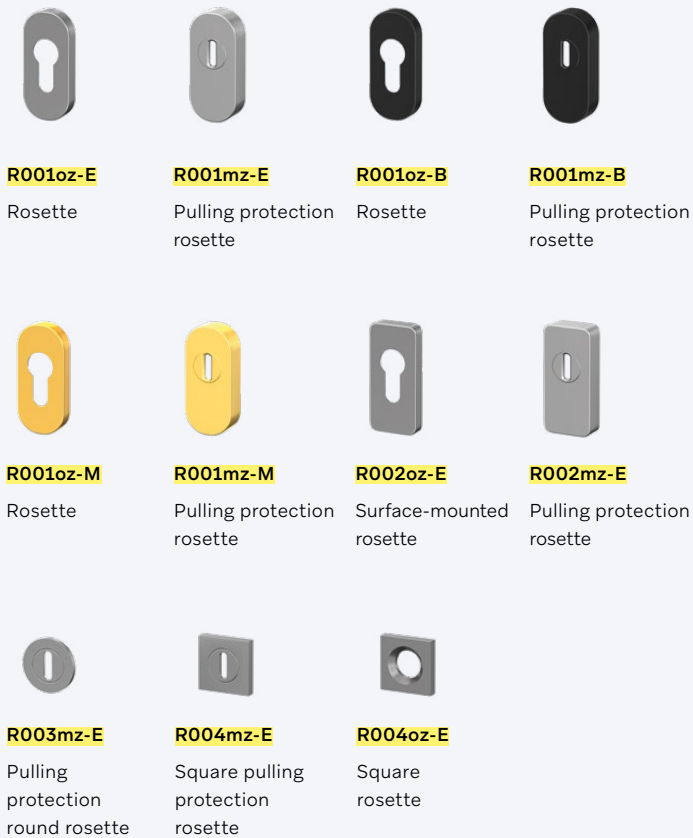 R001oz-E
Rosette
R001mz-E
Pulling protection
rosette
R001oz-B
Rosette
R001mz-B
Pulling protection
rosette
R001oz-M
Rosette
R001mz-M
Pulling protection
rosette
R002oz-E
Surface-mounted
rosette
R002mz-E
Pulling protection
rosette
R003mz-E
Pulling
protection
round rosette
R004mz-E
Square pulling
protection
rosette
R004oz-E
Square
rosette